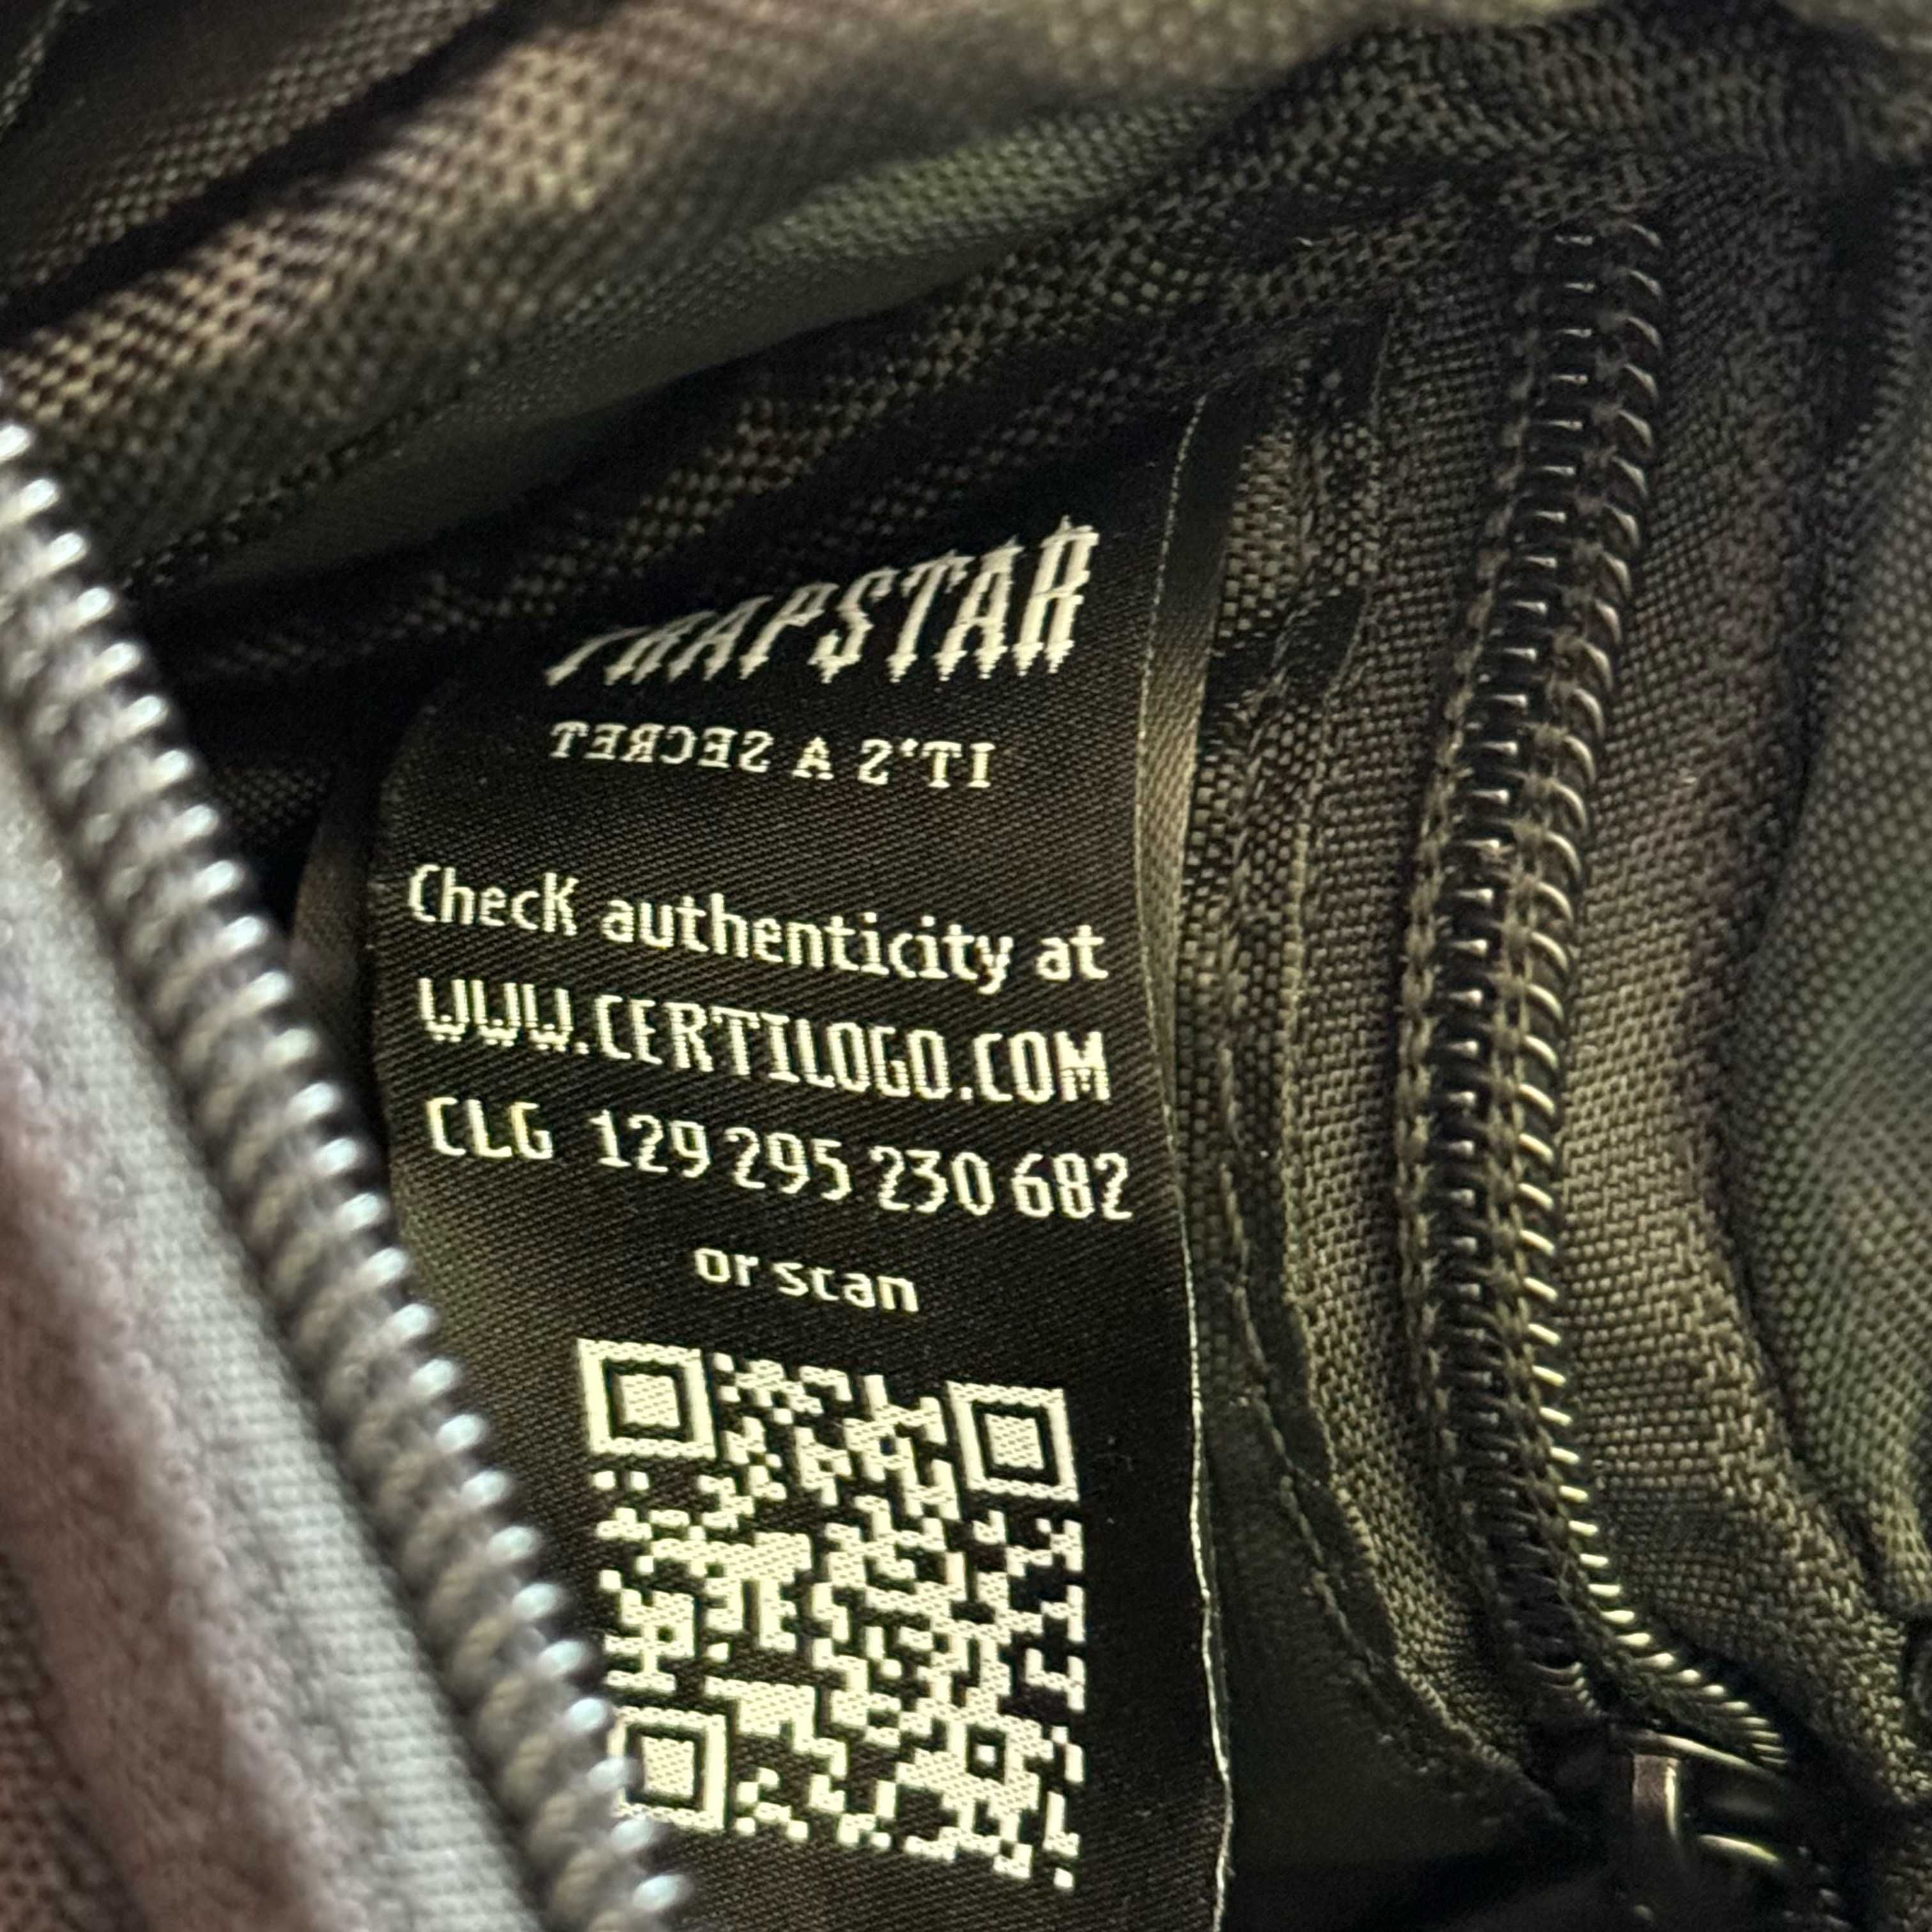 TRAPSTAR
IT'S A SECRET
Check authenticity at
WWW.CERTILOGO.COM
CLG 129 295 230 682
or scan